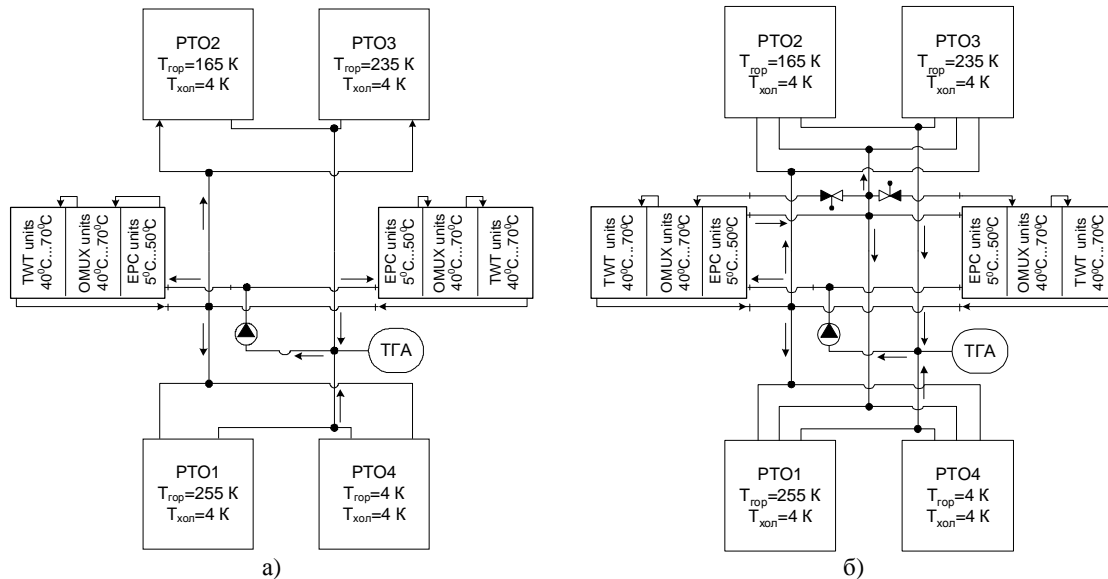 РТО2
Tгор=165 К
Tхол=4 К
РТО3
Tгор=235 К
Tхол=4 К
TWT units
40⁰C...70⁰C
OMUX units
40⁰C...70⁰C
EPC units
5⁰C...50⁰C
EPC units
5⁰C...50⁰C
OMUX units
40⁰C...70⁰C
TWT units
40⁰C...70⁰C
ТГА
РТО1
Tгор=255 К
Tхол=4 К
РТО4
Tгор=4 К
Tхол=4 К
а)
РТО2
Tгор=165 К
Tхол=4 К
РТО3
Tгор=235 К
Tхол=4 К
TWT units
40⁰C...70⁰C
OMUX units
40⁰C...70⁰C
EPC units
5⁰C...50⁰C
EPC units
5⁰C...50⁰C
OMUX units
40⁰C...70⁰C
TWT units
40⁰C...70⁰C
ТГА
РТО1
Tгор=255 К
Tхол=4 К
РТО4
Tгор=4 К
Tхол=4 К
б)